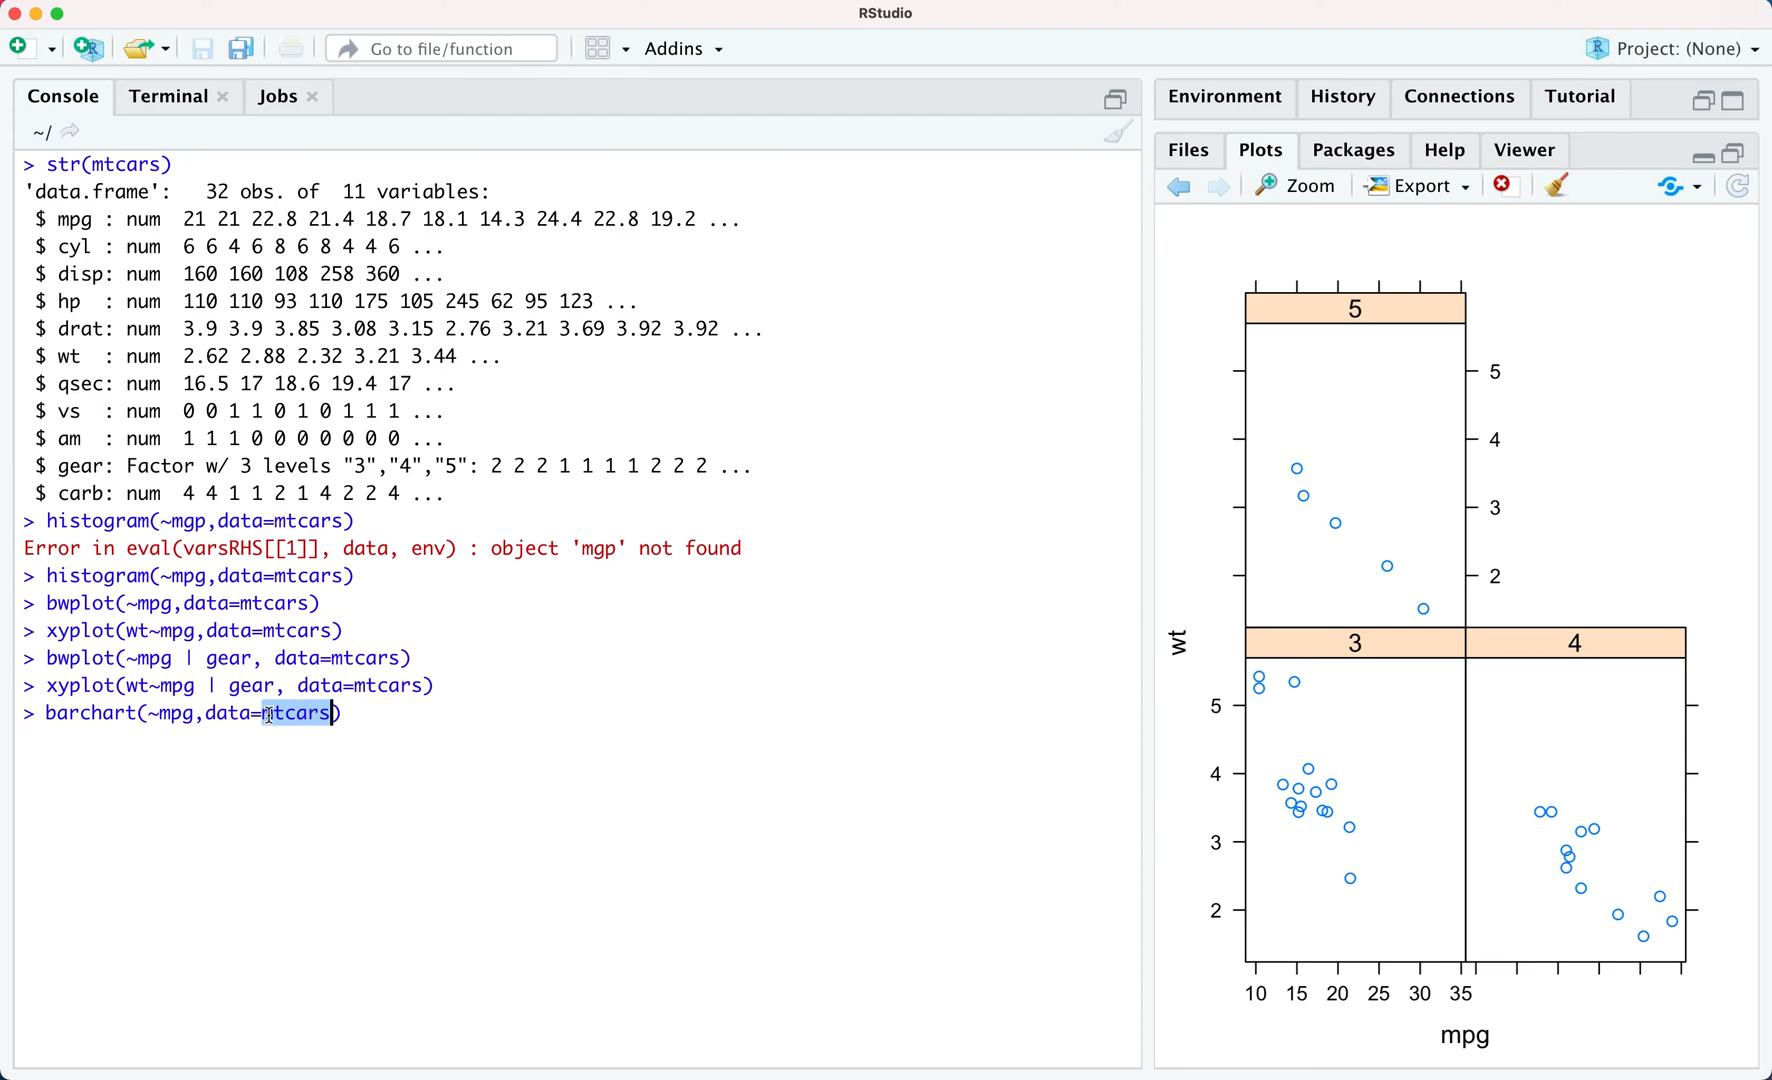 RStudio
Go to file/function
Addins
Project: (None)
Console
Terminal
Jobs
~/
> str(mtcars)
'data.frame':   32 obs. of  11 variables:
 $ mpg : num  21 21 22.8 21.4 18.7 18.1 14.3 24.4 22.8 19.2 ...
 $ cyl : num  6 6 4 6 8 6 8 4 4 6 ...
 $ disp: num  160 160 108 258 360 ...
 $ hp  : num  110 110 93 110 175 105 245 62 95 123 ...
 $ drat: num  3.9 3.9 3.85 3.08 3.15 2.76 3.21 3.69 3.92 3.92 ...
 $ wt  : num  2.62 2.88 2.32 3.21 3.44 ...
 $ qsec: num  16.5 17 18.6 19.4 17 ...
 $ vs  : num  0 0 1 1 0 1 0 1 1 1 ...
 $ am  : num  1 1 1 0 0 0 0 0 0 0 ...
 $ gear: Factor w/ 3 levels "3","4","5": 2 2 2 1 1 1 1 2 2 2 ...
 $ carb: num  4 4 1 1 2 1 4 2 2 4 ...
> histogram(~mgp,data=mtcars)
Error in eval(varsRHS[[1]], data, env) : object 'mgp' not found
> histogram(~mpg,data=mtcars)
> bwplot(~mpg,data=mtcars)
> xyplot(wt~mpg,data=mtcars)
> bwplot(~mpg | gear, data=mtcars)
> xyplot(wt~mpg | gear, data=mtcars)
> barchart(~mpg,data=mtcars)
Environment
History
Connections
Tutorial
Files
Plots
Packages
Help
Viewer
Zoom
Export
5
5
4
3
2
wt
3
4
5
4
3
2
10 15 20 25 30 35
mpg